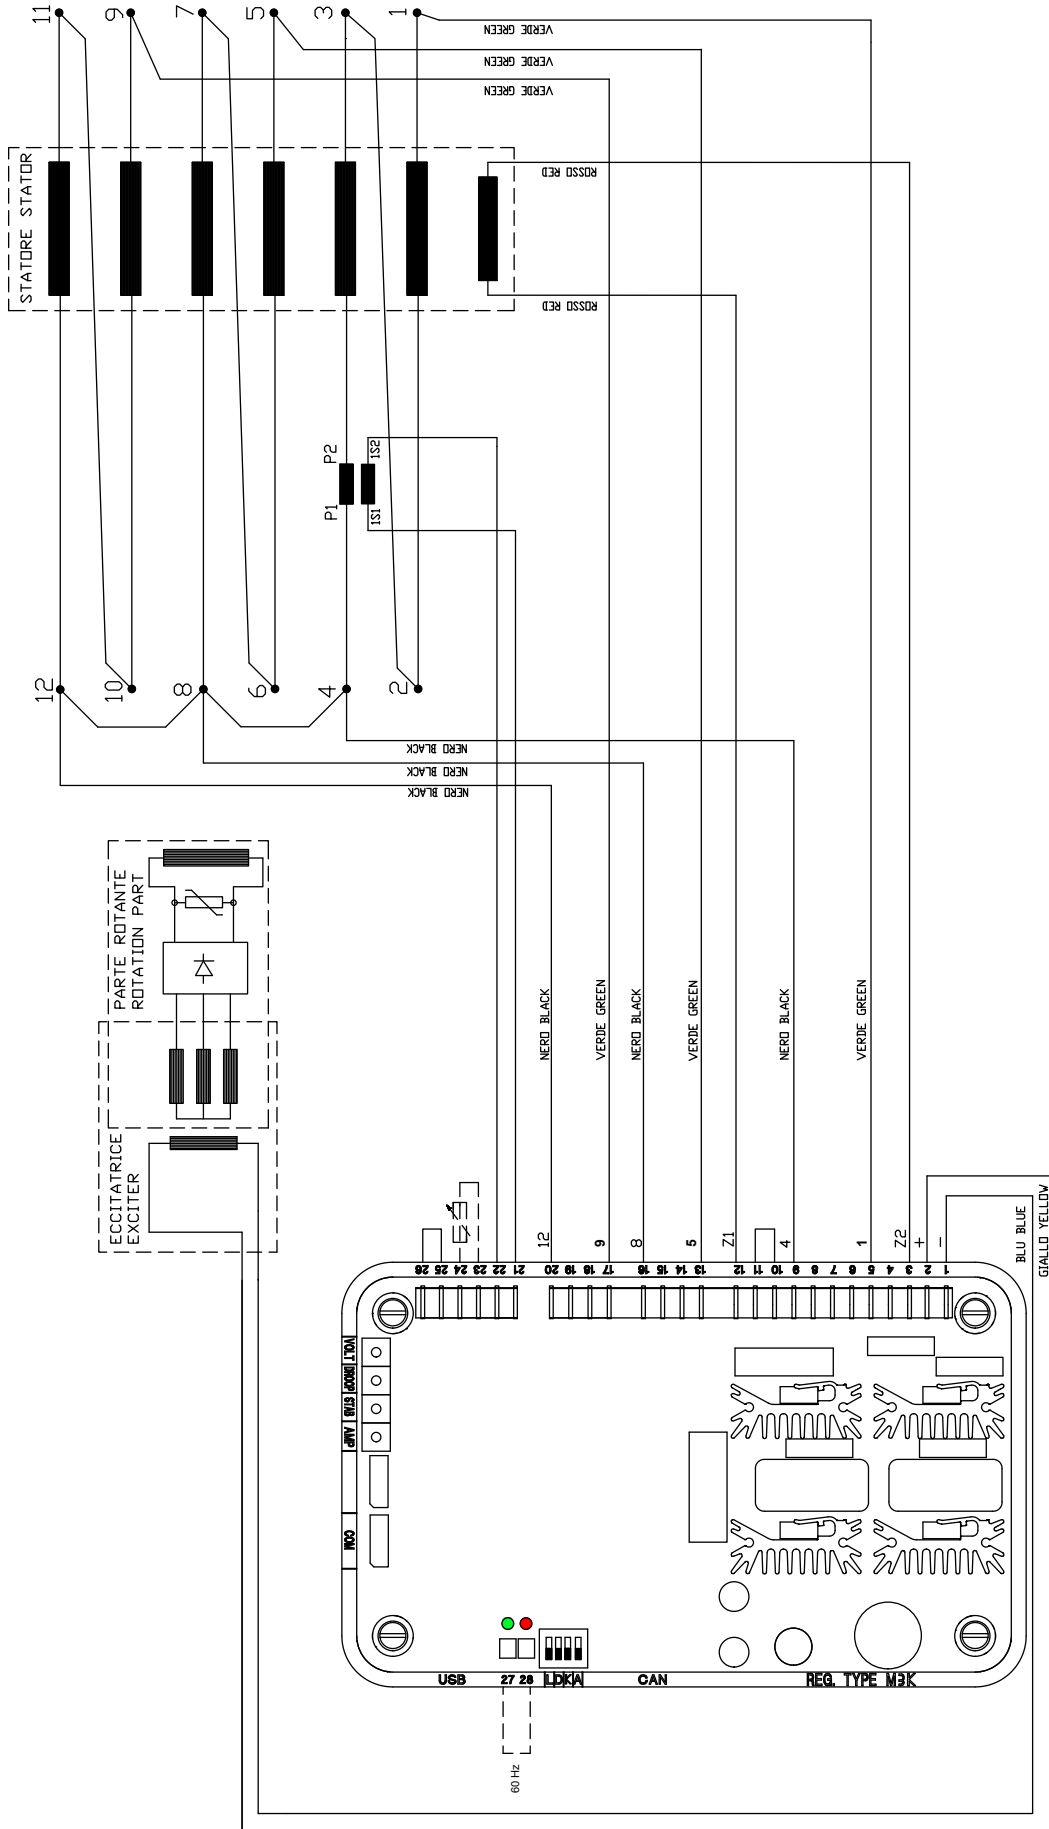 11
9
7
5
3
1
VERDE GREEN
VERDE GREEN
VERDE GREEN
STATORE STATOR
ROSSO RED
ROSSO RED
P1
P2
1S1
1S2
12
10
8
6
4
2
NERO BLACK
NERO BLACK
NERO BLACK
PARTE ROTANTE
ROTATION PART
ECCITATRICE
EXCITER
NERO BLACK
VERDE GREEN
NERO BLACK
VERDE GREEN
NERO BLACK
VERDE GREEN
12
9
8
5
Z1
4
1
Z2
+
-
BLU BLUE
GIALLO YELLOW
26
25
24
23
22
21
20
19
18
17
16
15
14
13
12
11
10
9
8
7
6
5
4
3
2
1
VOLT
DROOP
STAB
AMP
COM
USB
27 28
LDKA
CAN
REG. TYPE M3K
60 Hz